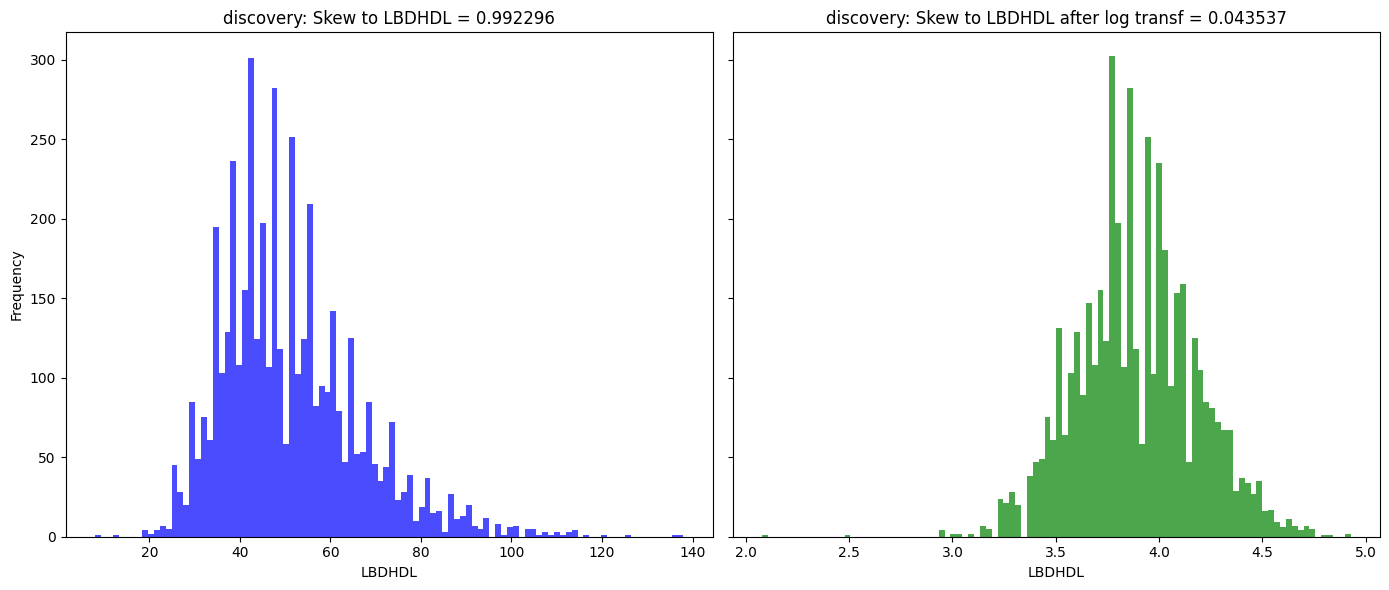 discovery: Skew to LBDHDL = 0.992296
discovery: Skew to LBDHDL after log transf = 0.043537
300
250
200
150
100
50
0
Frequency
20 40 60 80 100 120 140
2.0 2.5 3.0 3.5 4.0 4.5 5.0
LBDHDL
LBDHDL